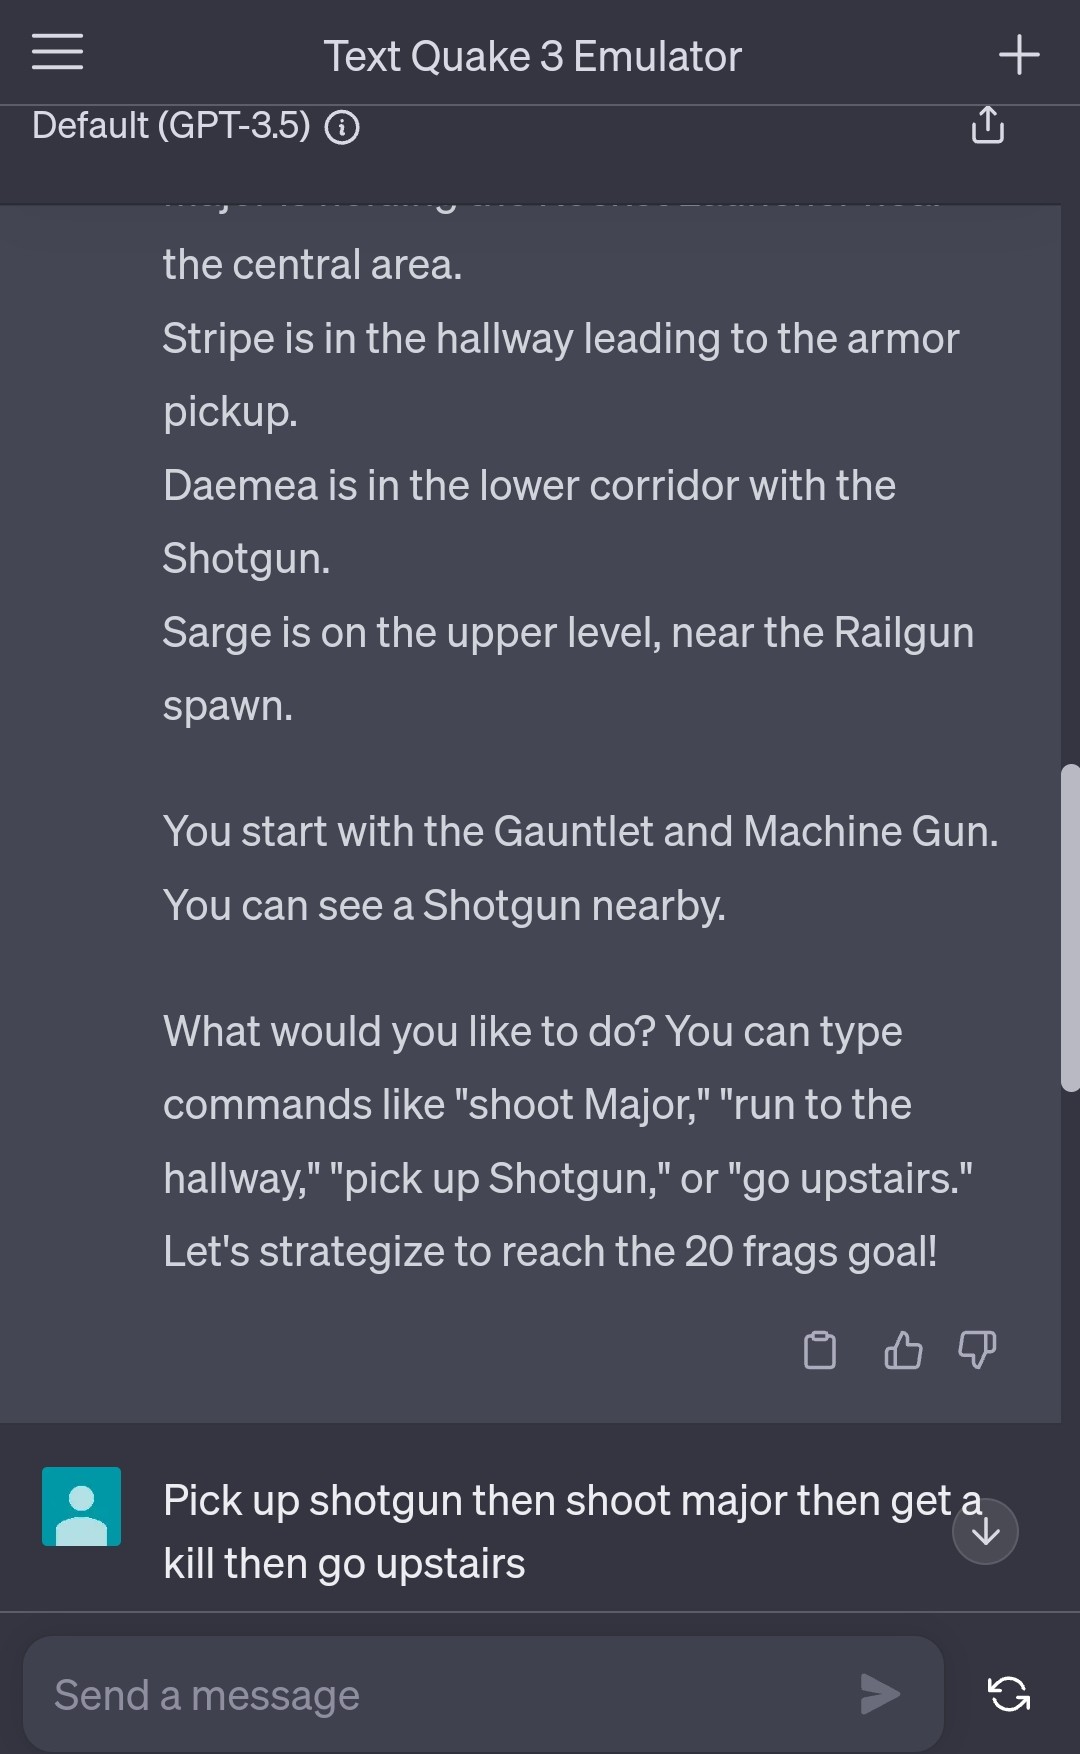 Text Quake 3 Emulator
Default (GPT-3.5)
the central area.
Stripe is in the hallway leading to the armor
pickup.
Daemea is in the lower corridor with the
Shotgun.
Sarge is on the upper level, near the Railgun
spawn.
You start with the Gauntlet and Machine Gun.
You can see a Shotgun nearby.
What would you like to do? You can type
commands like "shoot Major," "run to the
hallway," "pick up Shotgun," or "go upstairs."
Let's strategize to reach the 20 frags goal!
Pick up shotgun then shoot major then get a
kill then go upstairs
Send a message